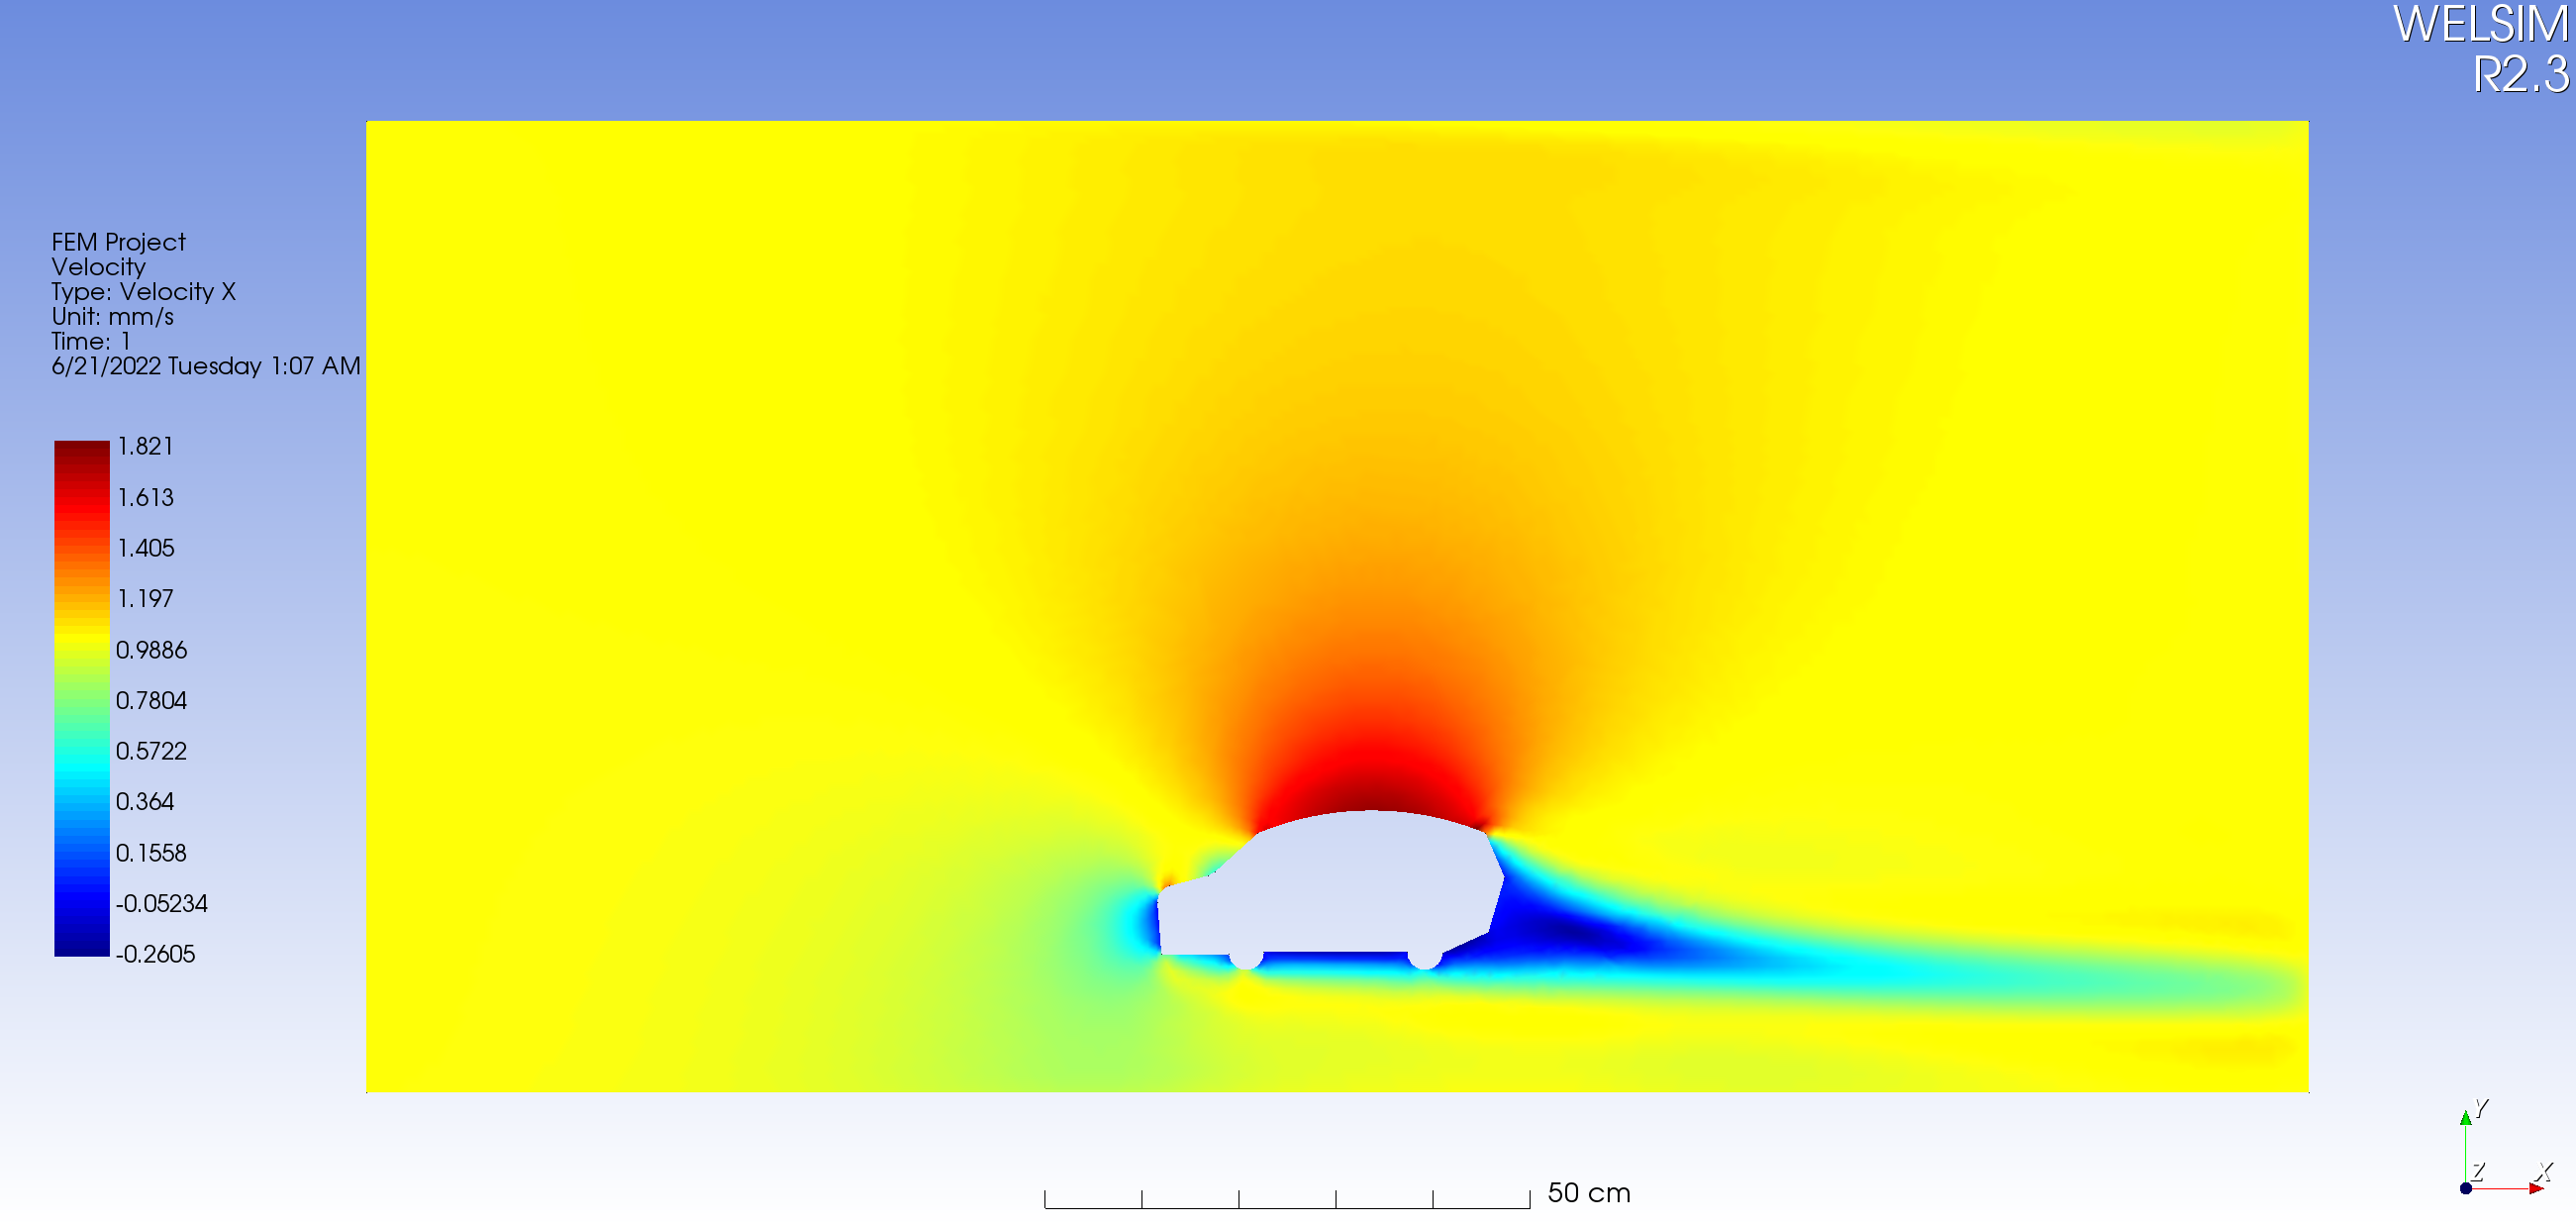 WELSIM
R2.3
FEM Project
Velocity
Type: Velocity X
Unit: mm/s
Time: 1
6/21/2022 Tuesday 1:07 AM
1.821
1.613
1.405
1.197
0.9886
0.7804
0.5722
0.364
0.1558
-0.05234
-0.2605
50 cm
Y
Z X